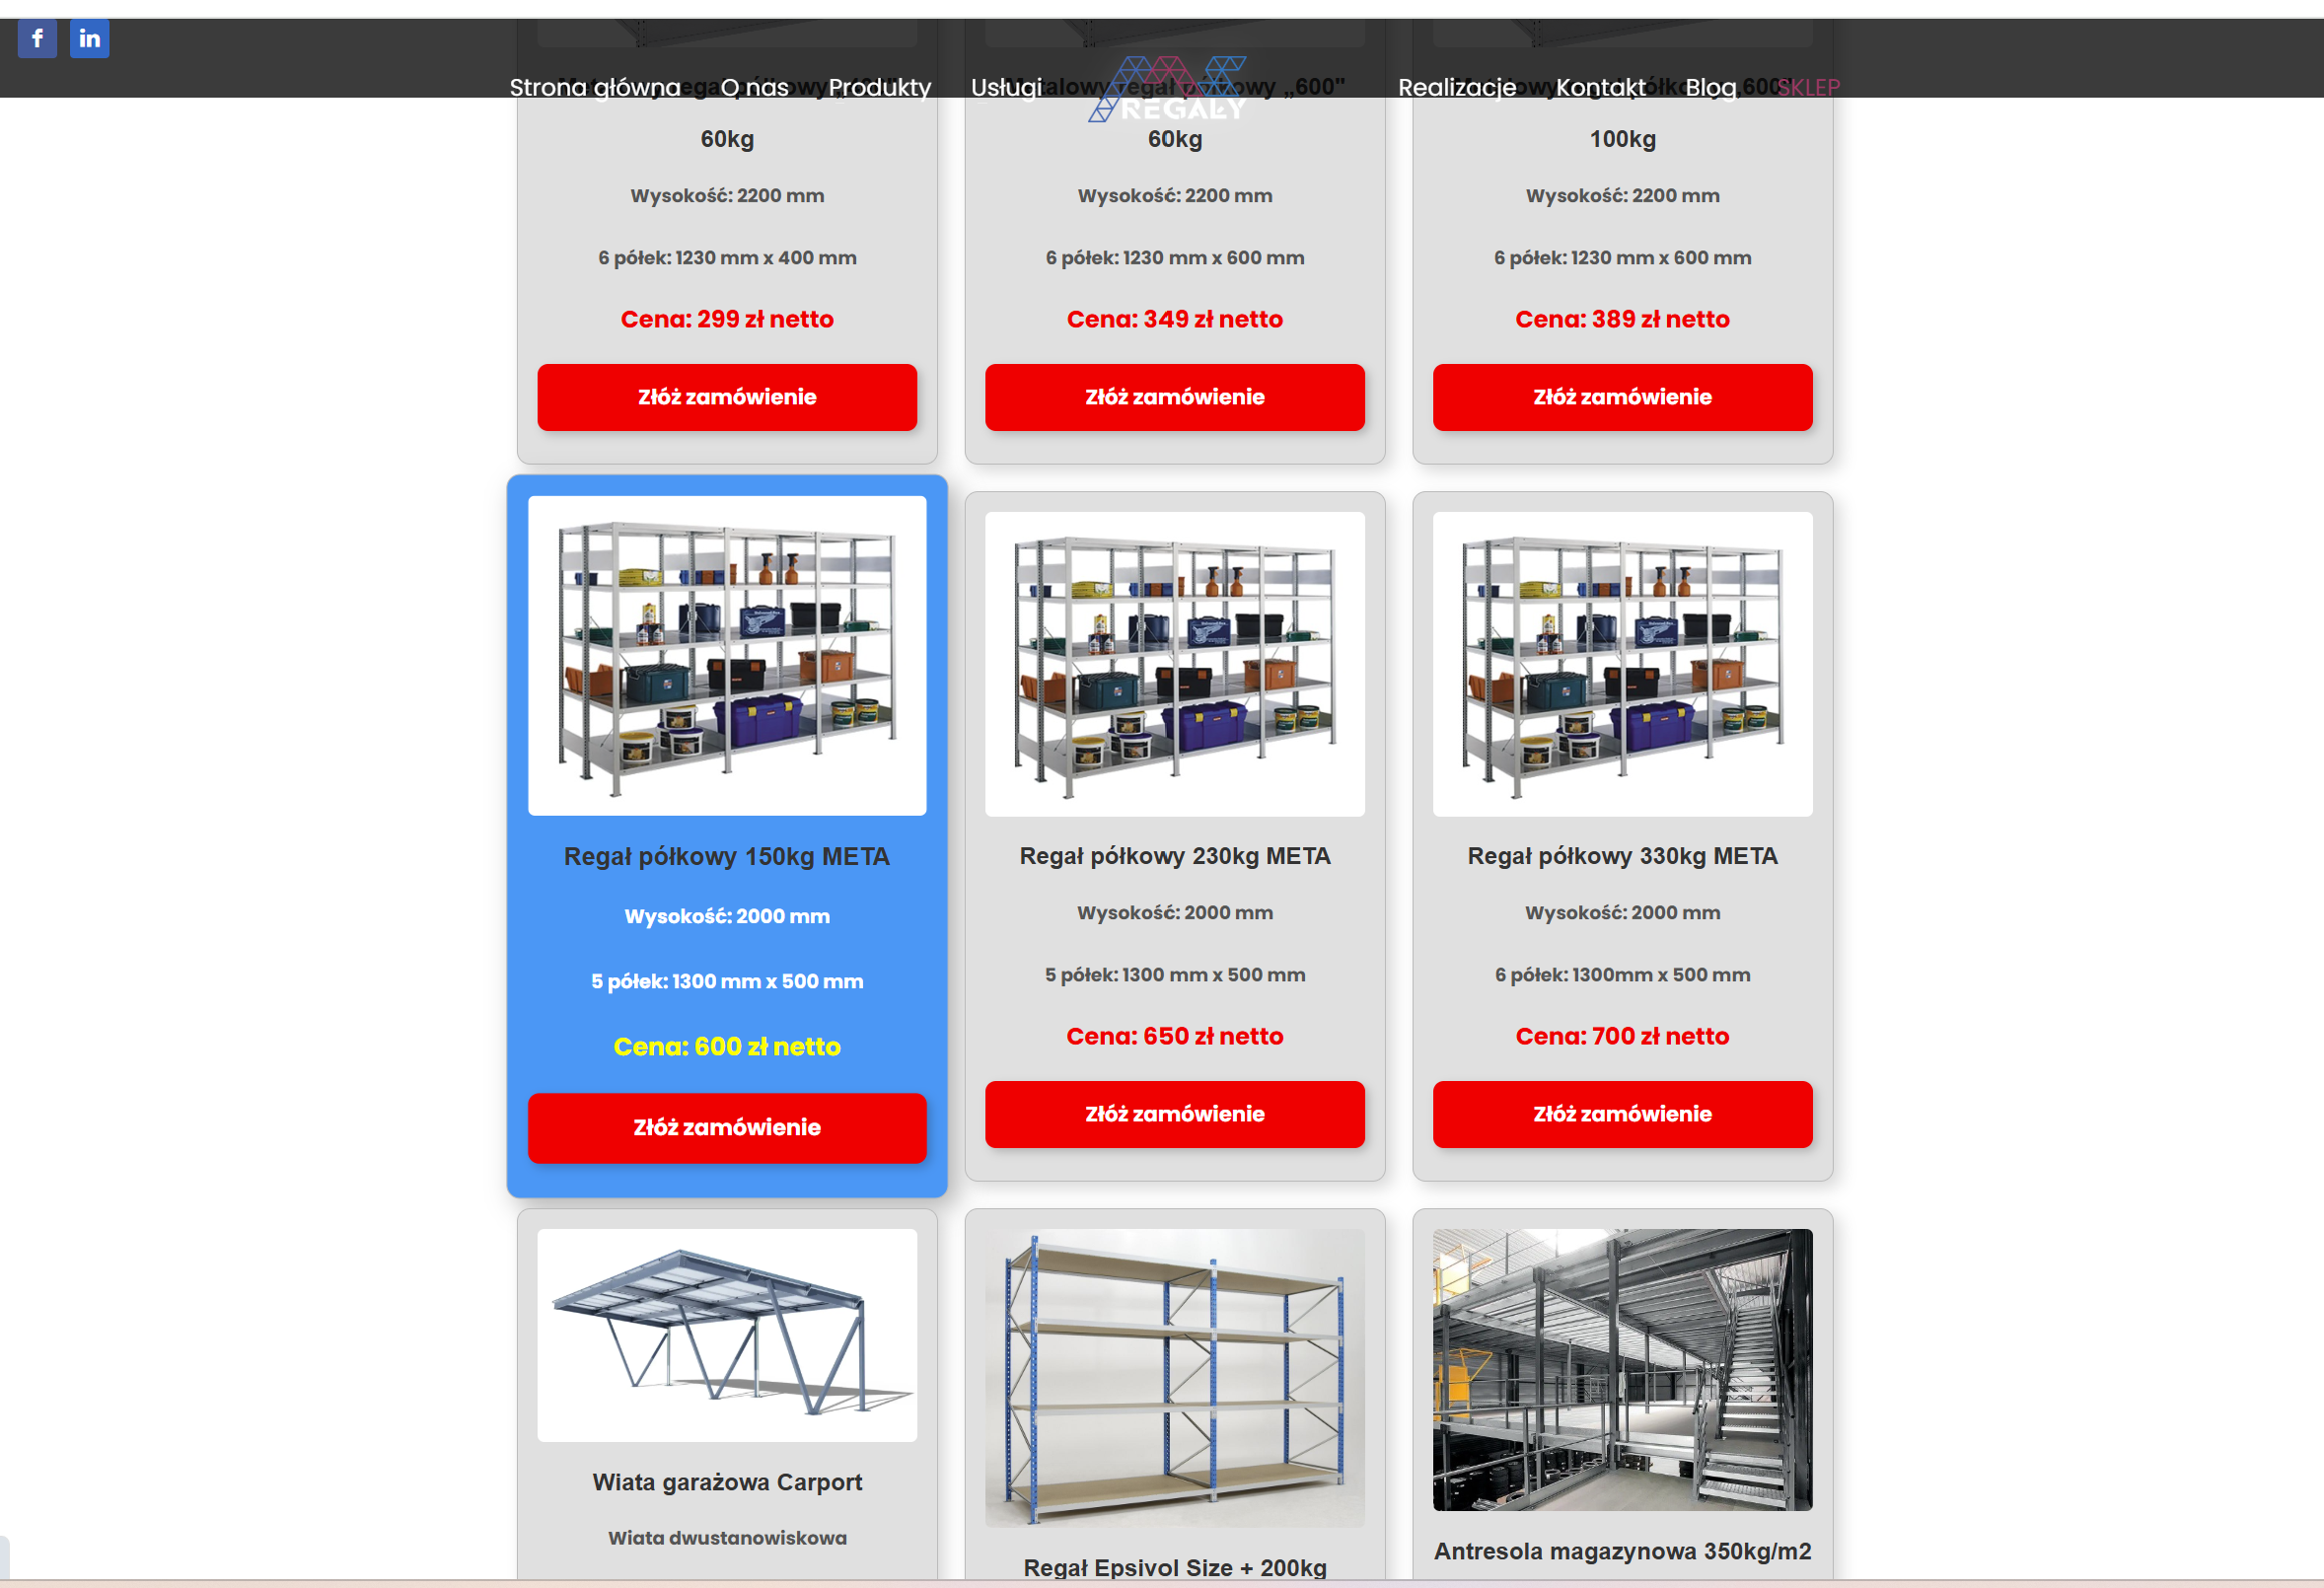 f in
Strona główna O nas Produkty Usługi REGAŁY Realizacje Kontakt Blog SKLEP
60kg
Wysokość: 2200 mm
6 półek: 1230 mm x 400 mm
Cena: 299 zł netto
Złóż zamówienie
„600"
60kg
Wysokość: 2200 mm
6 półek: 1230 mm x 600 mm
Cena: 349 zł netto
Złóż zamówienie
100kg
Wysokość: 2200 mm
6 półek: 1230 mm x 600 mm
Cena: 389 zł netto
Złóż zamówienie
Regał półkowy 150kg META
Wysokość: 2000 mm
5 półek: 1300 mm x 500 mm
Cena: 600 zł netto
Złóż zamówienie
Regał półkowy 230kg META
Wysokość: 2000 mm
5 półek: 1300 mm x 500 mm
Cena: 650 zł netto
Złóż zamówienie
Regał półkowy 330kg META
Wysokość: 2000 mm
6 półek: 1300mm x 500 mm
Cena: 700 zł netto
Złóż zamówienie
Wiata garażowa Carport
Wiata dwustanowiskowa
Regał Epsivol Size + 200kg
Antresola magazynowa 350kg/m2